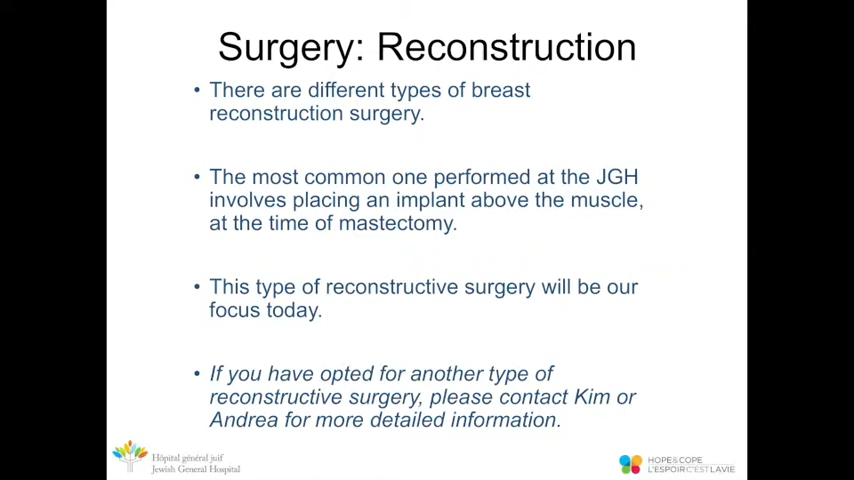 Surgery: Reconstruction
• There are different types of breast
reconstruction surgery.
• The most common one performed at the JGH
involves placing an implant above the muscle,
at the time of mastectomy.
• This type of reconstructive surgery will be our
focus today.
• If you have opted for another type of
reconstructive surgery, please contact Kim or
Andrea for more detailed information.
Hôpital général juif
Jewish General Hospital
HOPE&COPE
L'ESPOIR C'EST LA VIE